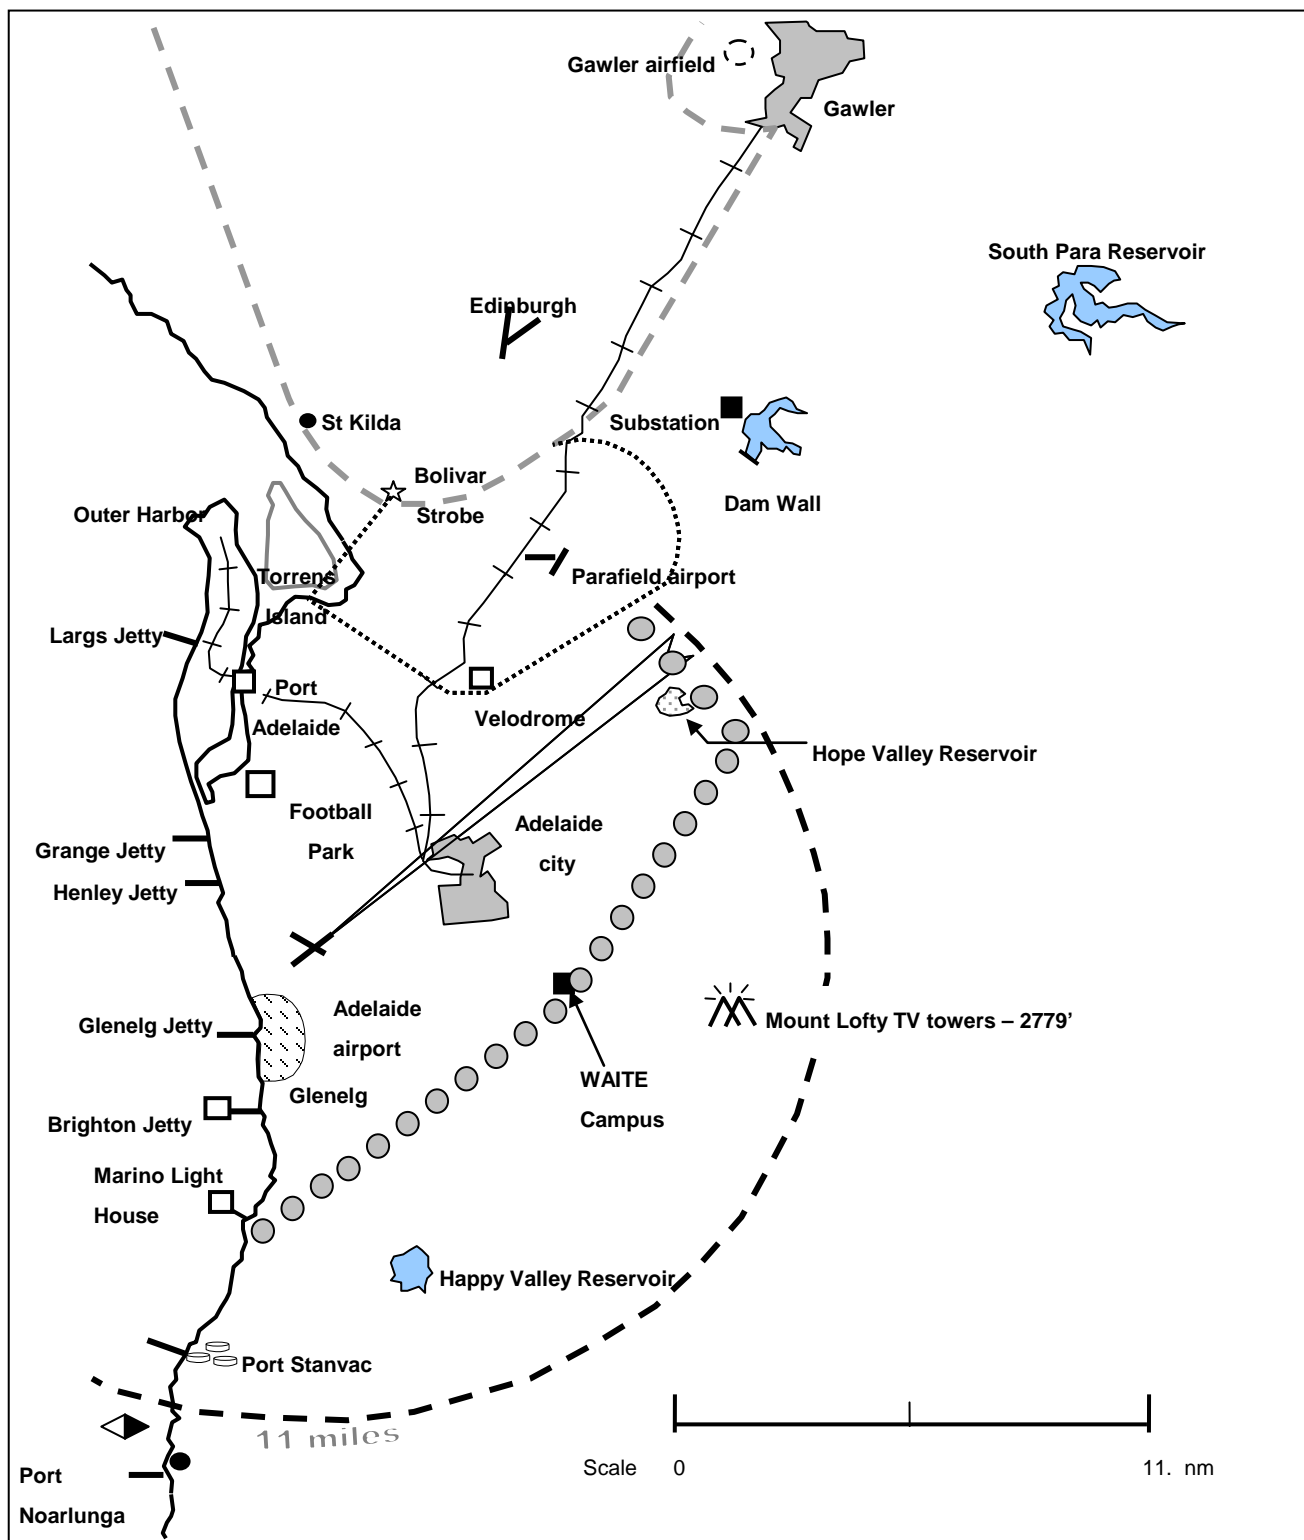 Gawler airfield
Gawler
South Para Reservoir
Edinburgh
St Kilda
Substation
Bolivar
Strobe
Dam Wall
Outer Harbor
Torrens
Island
Parafield airport
Largs Jetty
Port
Adelaide
Velodrome
Hope Valley Reservoir
Football
Park
Adelaide
city
Grange Jetty
Henley Jetty
Glenelg Jetty
Adelaide
airport
Mount Lofty TV towers – 2779'
Glenelg
WAITE
Campus
Brighton Jetty
Marino Light
House
Happy Valley Reservoir
Port Stanvac
11 miles
Port
Noarlunga
Scale 0 11. nm